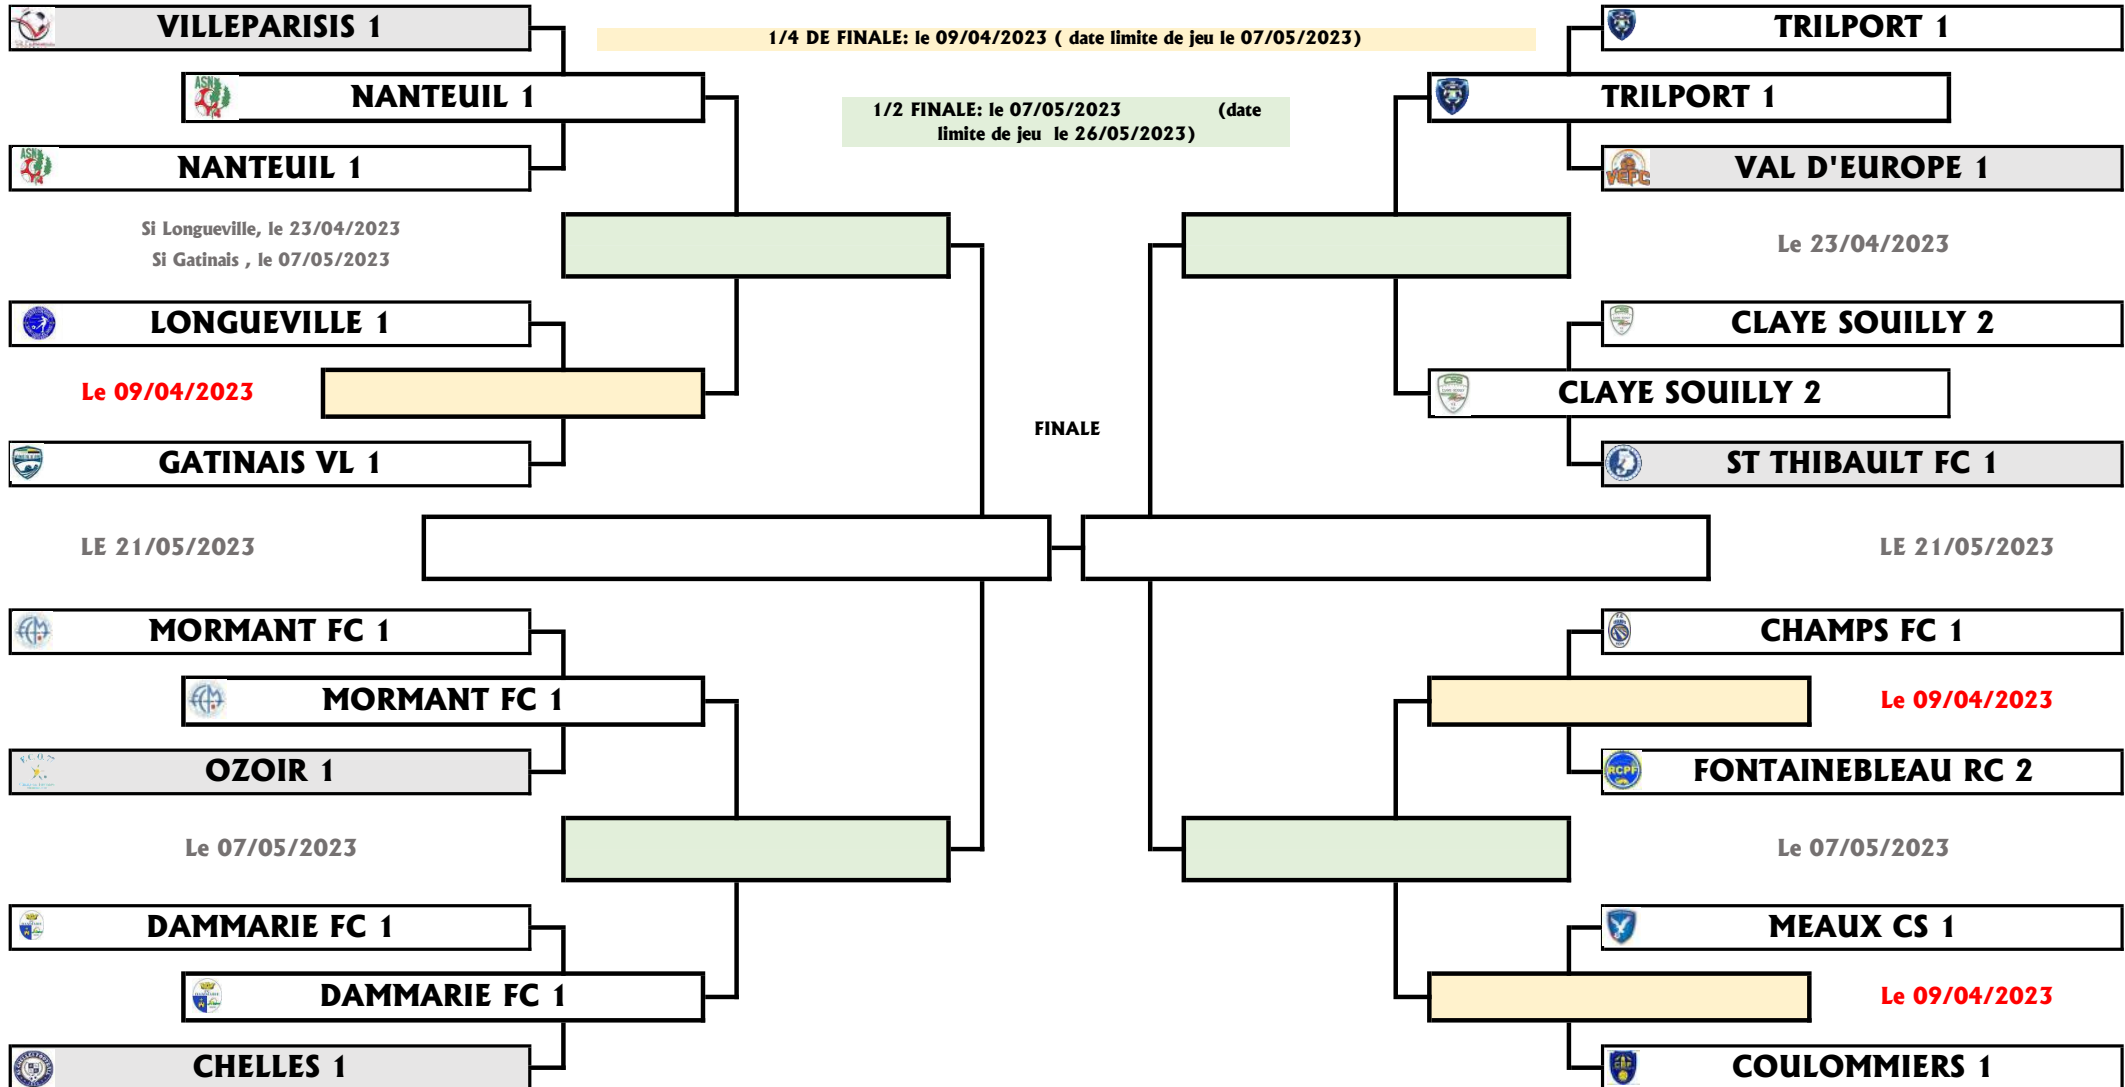 VILLEPARISIS 1
1/4 DE FINALE: le 09/04/2023 ( date limite de jeu le 07/05/2023)
TRILPORT 1
ASN
NANTEUIL 1
1/2 FINALE: le 07/05/2023 (date
limite de jeu le 26/05/2023)
TRILPORT 1
ASN
NANTEUIL 1
VEFC
VAL D'EUROPE 1
Si Longueville, le 23/04/2023
Si Gatinais , le 07/05/2023
Le 23/04/2023
LONGUEVILLE 1
CLAYE SOUILLY 2
Le 09/04/2023
CSS
CLAYE SOUILLY 2
FINALE
GATINAIS VL 1
ST THIBAULT FC 1
LE 21/05/2023
LE 21/05/2023
MORMANT FC 1
CHAMPS FC 1
MORMANT FC 1
Le 09/04/2023
OZOIR 1
RCPF
FONTAINEBLEAU RC 2
Le 07/05/2023
Le 07/05/2023
DAMMARIE FC 1
MEAUX CS 1
DAMMARIE FC 1
Le 09/04/2023
CHELLES 1
COULOMMIERS 1